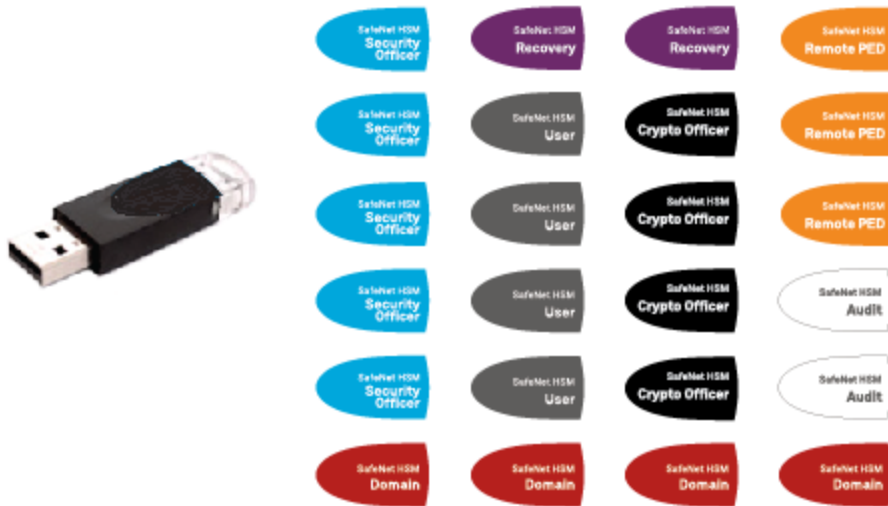 SafeNet HSM
Security
Officer
SafeNet HSM
Recovery
SafeNet HSM
Recovery
SafeNet HSM
Remote PED
SafeNet HSM
Security
Officer
SafeNet HSM
User
SafeNet HSM
Crypto Officer
SafeNet HSM
Remote PED
SafeNet HSM
Security
Officer
SafeNet HSM
User
SafeNet HSM
Crypto Officer
SafeNet HSM
Remote PED
SafeNet HSM
Security
Officer
SafeNet HSM
User
SafeNet HSM
Crypto Officer
SafeNet HSM
Audit
SafeNet HSM
Security
Officer
SafeNet HSM
User
SafeNet HSM
Crypto Officer
SafeNet HSM
Audit
SafeNet HSM
Domain
SafeNet HSM
Domain
SafeNet HSM
Domain
SafeNet HSM
Domain